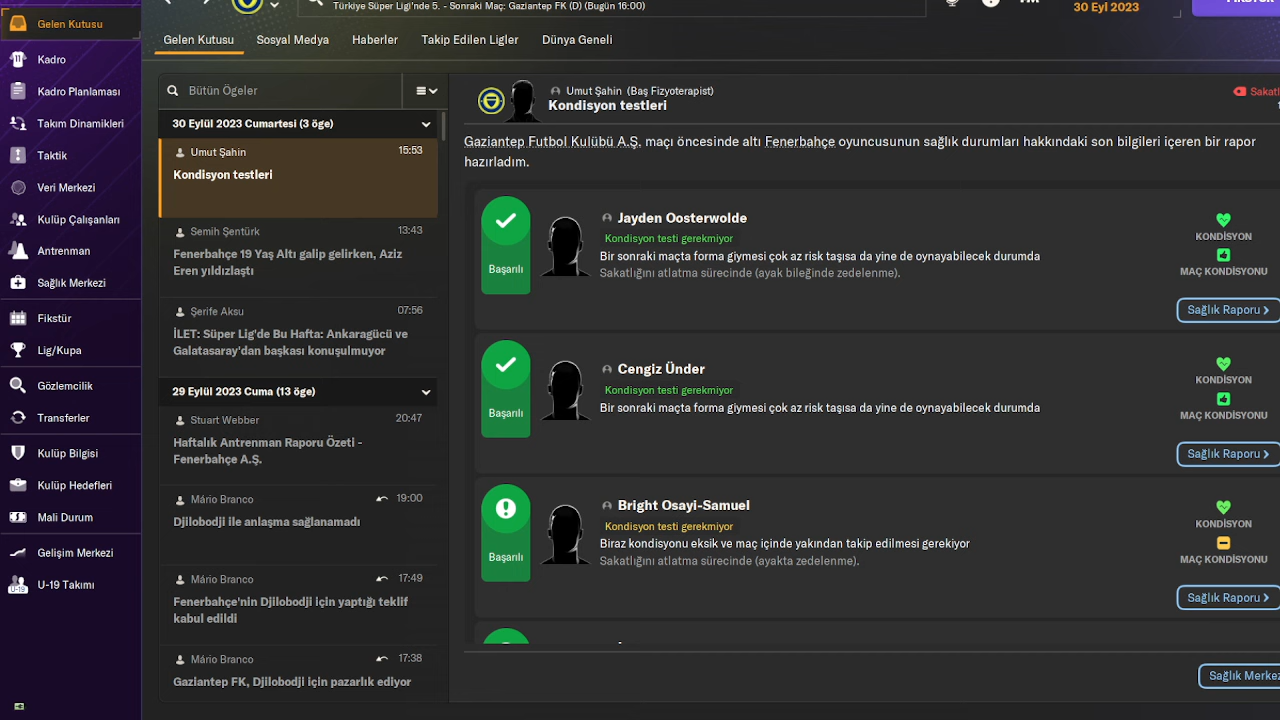 Türkiye Süper Ligi'nde 5. - Sonraki Maç: Gaziantep FK (D) (Bugün 16:00)
30 Eyl 2023
Gelen Kutusu
Kadro
Kadro Planlaması
Takım Dinamikleri
Taktik
Veri Merkezi
Kulüp Çalışanları
Antrenman
Sağlık Merkezi
Fikstür
Lig/Kupa
Gözlemcilik
Transferler
Kulüp Bilgisi
Kulüp Hedefleri
Mali Durum
Gelişim Merkezi
U-19 Takımı
Gelen Kutusu Sosyal Medya Haberler Takip Edilen Ligler Dünya Geneli
Bütün Ögeler
30 Eylül 2023 Cumartesi (3 öge)
Umut Şahin 15:53
Kondisyon testleri
Semih Şentürk 13:43
Fenerbahçe 19 Yaş Altı galip gelirken, Aziz
Eren yıldızlaştı
Şerife Aksu 07:56
İLET: Süper Lig'de Bu Hafta: Ankaragücü ve
Galatasaray'dan başkası konuşulmuyor
29 Eylül 2023 Cuma (13 öge)
Stuart Webber 20:47
Haftalık Antrenman Raporu Özeti -
Fenerbahçe A.Ş.
Mário Branco 19:00
Djilobodji ile anlaşma sağlanamadı
Mário Branco 17:49
Fenerbahçe'nin Djilobodji için yaptığı teklif
kabul edildi
Mário Branco 17:38
Gaziantep FK, Djilobodji için pazarlık ediyor
Umut Şahin (Baş Fizyoterapist)
Kondisyon testleri
Gaziantep Futbol Kulübü A.Ş. maçı öncesinde altı Fenerbahçe oyuncusunun sağlık durumları hakkındaki son bilgileri içeren bir rapor
hazırladım.
Başarılı
Jayden Oosterwolde
Kondisyon testi gerekmiyor
Bir sonraki maçta forma giymesi çok az risk taşısa da yine de oynayabilecek durumda
Sakatlığını atlatma sürecinde (ayak bileğinde zedelenme).
KONDİSYON
MAÇ KONDİSYONU
Sağlık Raporu
Başarılı
Cengiz Ünder
Kondisyon testi gerekmiyor
Bir sonraki maçta forma giymesi çok az risk taşısa da yine de oynayabilecek durumda
KONDİSYON
MAÇ KONDİSYONU
Sağlık Raporu
Başarılı
Bright Osayi-Samuel
Kondisyon testi gerekmiyor
Biraz kondisyonu eksik ve maç içinde yakından takip edilmesi gerekiyor
Sakatlığını atlatma sürecinde (ayakta zedelenme).
KONDİSYON
MAÇ KONDİSYONU
Sağlık Raporu